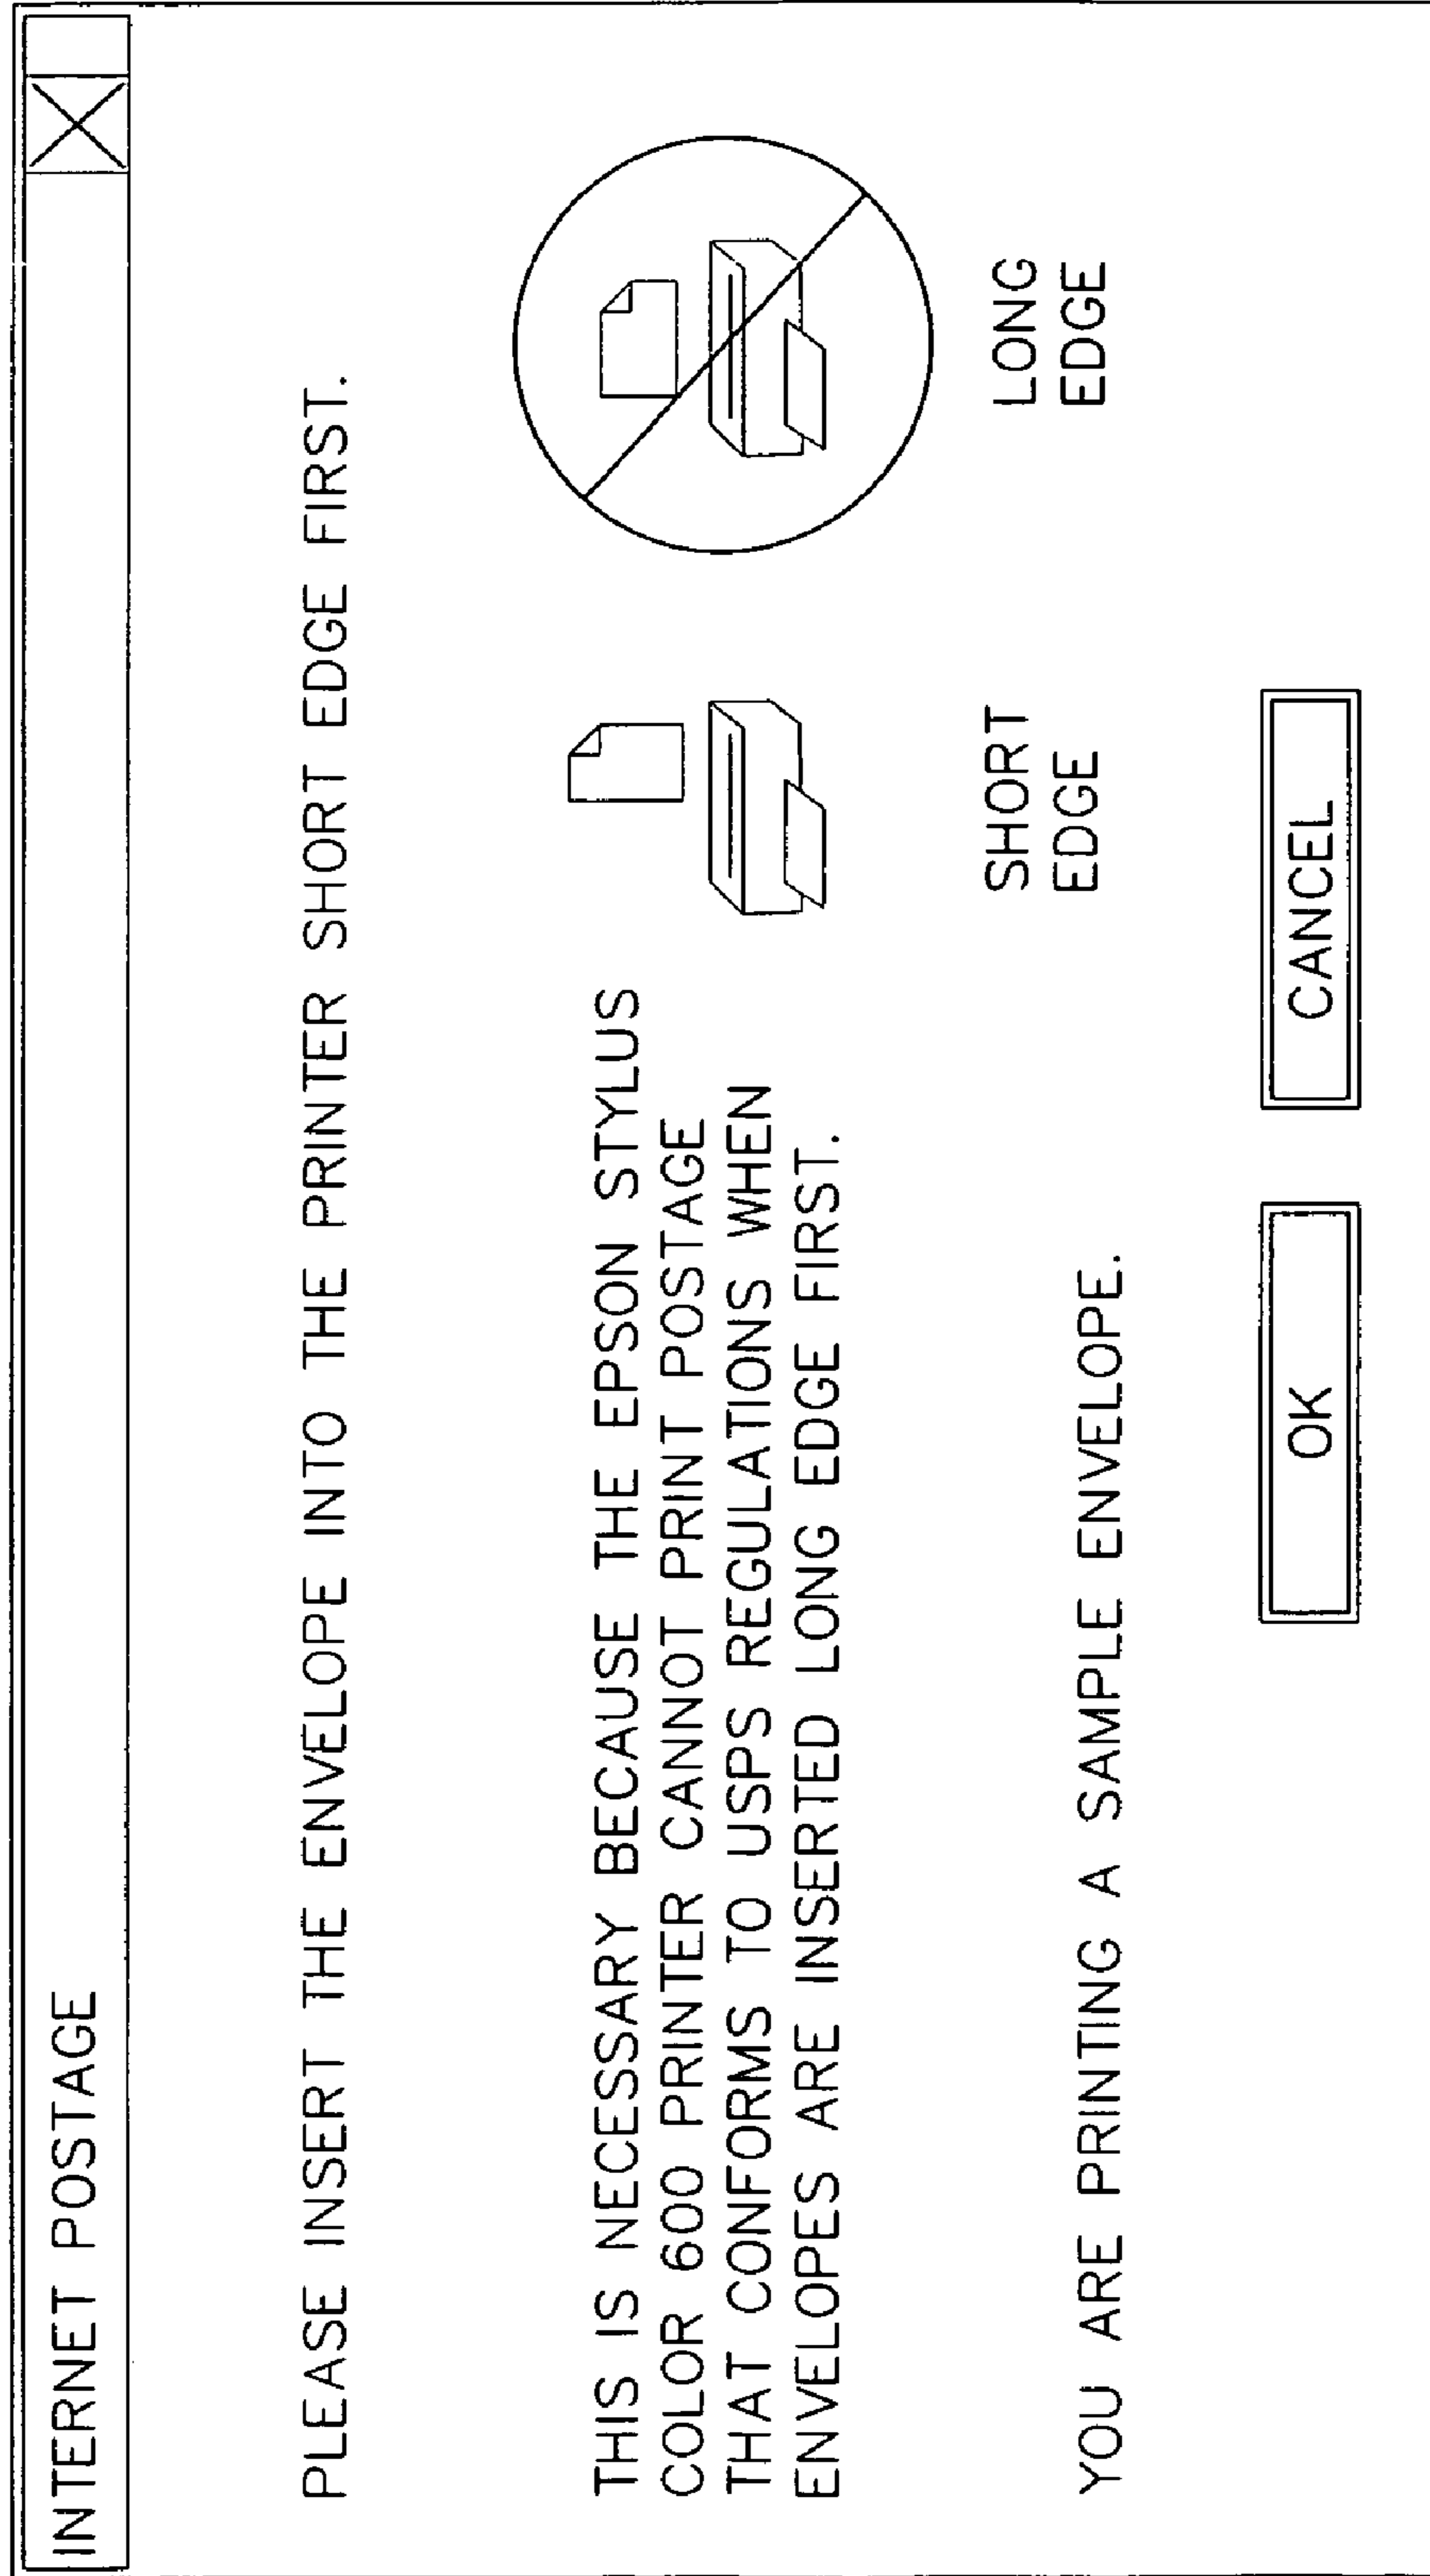 INTERNET POSTAGE
PLEASE INSERT THE ENVELOPE INTO THE PRINTER SHORT EDGE FIRST.
THIS IS NECESSARY BECAUSE THE EPSON STYLUS
COLOR 600 PRINTER CANNOT PRINT POSTAGE
THAT CONFORMS TO USPS REGULATIONS WHEN
ENVELOPES ARE INSERTED LONG EDGE FIRST.
SHORT
EDGE
LONG
EDGE
YOU ARE PRINTING A SAMPLE ENVELOPE.
OK
CANCEL